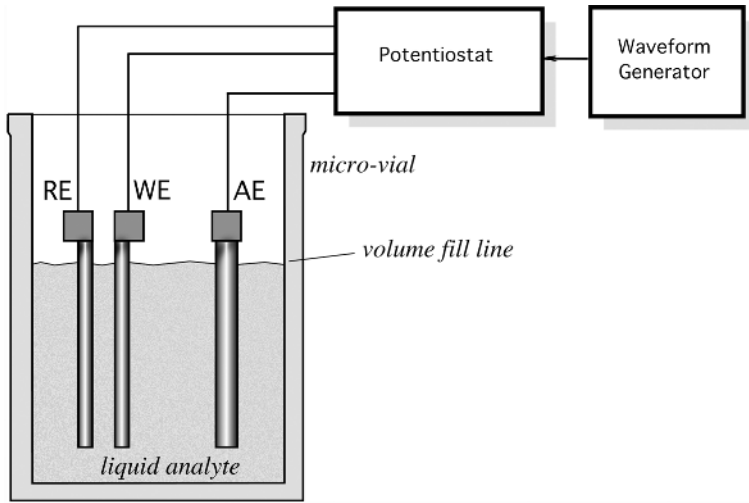 Potentiostat
Waveform
Generator
micro-vial
RE
WE
AE
volume fill line
liquid analyte